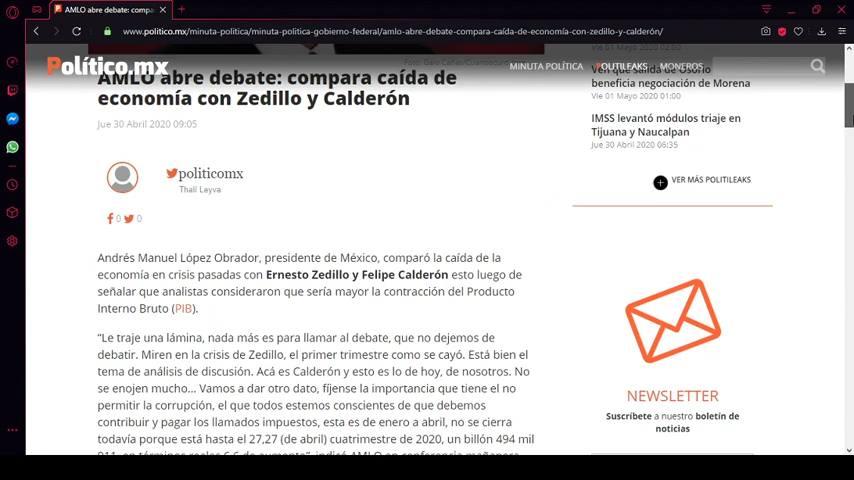 AMLO abre debate: compara caí
www.politico.mx/minuta-politica/minuta-politica-gobierno-federal/amlo-abre-debate-compara-caída-de-economía-con-zedillo-y-calderón/
Político.mx
MINUTA POLÍTICA
POLITILEAKS
MONEROS
AMLO abre debate: compara caída de
economía con Zedillo y Calderón
Jue 30 Abril 2020 09:05
politicomx
Thali Leyva
0 0
Andrés Manuel López Obrador, presidente de México, comparó la caída de la
economía en crisis pasadas con Ernesto Zedillo y Felipe Calderón esto luego de
señalar que analistas consideraron que sería mayor la contracción del Producto
Interno Bruto (PIB).
“Le traje una lámina, nada más es para llamar al debate, que no dejemos de
debatir. Miren en la crisis de Zedillo, el primer trimestre como se cayó. Está bien el
tema de análisis de discusión. Acá es Calderón y esto es lo de hoy, de nosotros. No
se enojen mucho... Vamos a dar otro dato, fíjense la importancia que tiene el no
permitir la corrupción, el que todos estemos conscientes de que debemos
contribuir y pagar los llamados impuestos, esta es de enero a abril, no se cierra
todavía porque está hasta el 27,27 (de abril) cuatrimestre de 2020, un billón 494 mil
Vie 01 Mayo 2020 01:00
Ven que salida de Osorio
beneficia negociación de Morena
Vie 01 Mayo 2020 01:00
IMSS levantó módulos triaje en
Tijuana y Naucalpan
Jue 30 Abril 2020 06:35
VER MÁS POLITILEAKS
NEWSLETTER
Suscríbete a nuestro boletín de
noticias